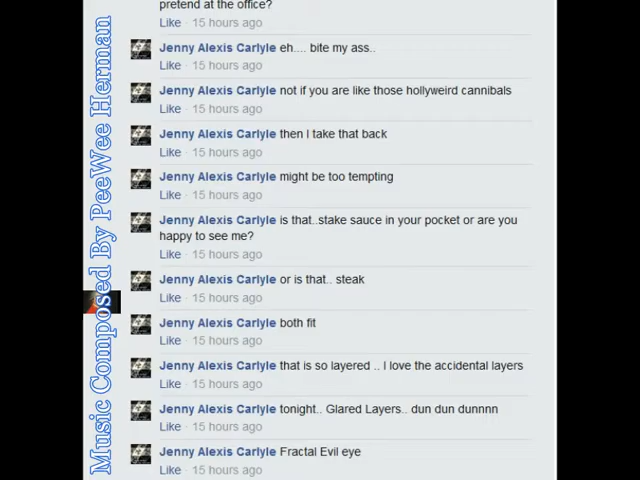 pretend at the office?
Like · 15 hours ago
Jenny Alexis Carlyle eh.... bite my ass..
Like · 15 hours ago
Jenny Alexis Carlyle not if you are like those hollyweird cannibals
Like · 15 hours ago
Jenny Alexis Carlyle then I take that back
Like · 15 hours ago
Jenny Alexis Carlyle might be too tempting
Like · 15 hours ago
Jenny Alexis Carlyle is that..stake sauce in your pocket or are you
happy to see me?
Like · 15 hours ago
Jenny Alexis Carlyle or is that.. steak
Like · 15 hours ago
Jenny Alexis Carlyle both fit
Like · 15 hours ago
Jenny Alexis Carlyle that is so layered .. I love the accidental layers
Like · 15 hours ago
Jenny Alexis Carlyle tonight.. Glared Layers.. dun dun dunnnn
Like · 15 hours ago
Jenny Alexis Carlyle Fractal Evil eye
Like · 15 hours ago
Music Composed By PeeWee Herman